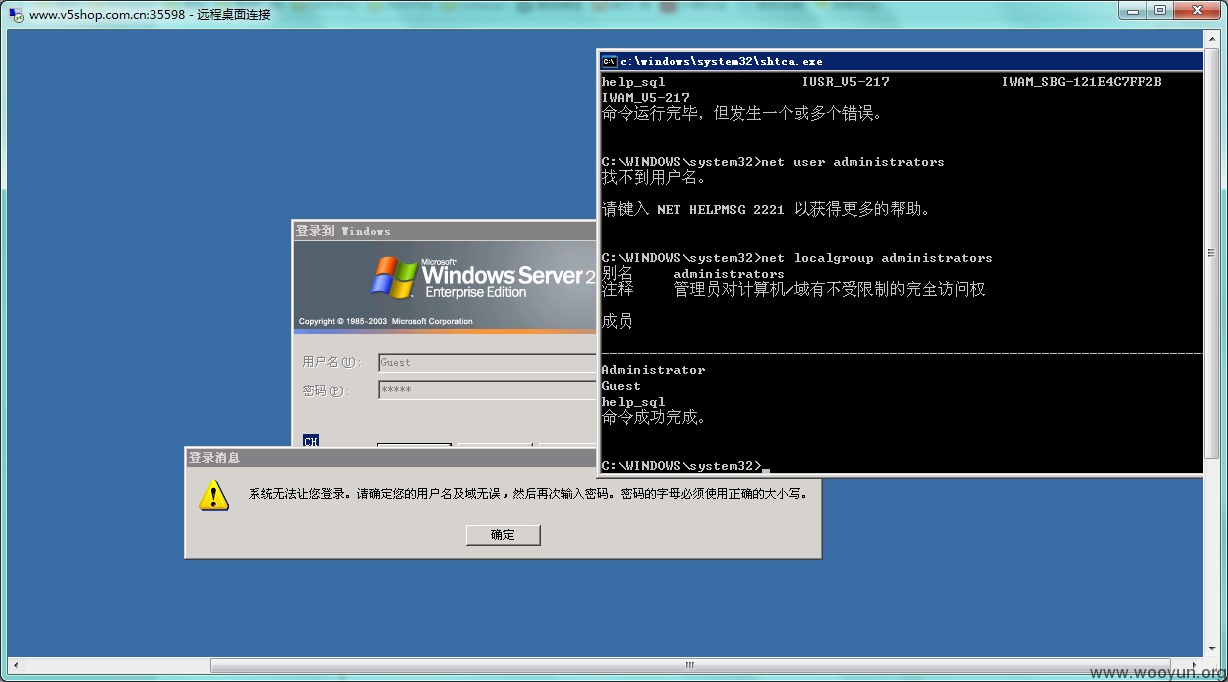 www.v5shop.com.cn:35598 - 远程桌面连接
c:\windows\system32\shtca.exe
help_sql IUSR_V5-217 IWAM_SBG-121E4C7FF2B
IWAM_V5-217
命令运行完毕，但发生一个或多个错误。
C:\WINDOWS\system32>net user administrators
找不到用户名。
请键入 NET HELPMSG 2221 以获得更多的帮助。
C:\WINDOWS\system32>net localgroup administrators
别名 administrators
注释 管理员对计算机/域有不受限制的完全访问权
成员
-------------------------------------------------------------------------------
Administrator
Guest
help_sql
命令成功完成。
C:\WINDOWS\system32>_
登录到 Windows
Microsoft
Windows Server 2
Enterprise Edition
Copyright © 1985-2003 Microsoft Corporation
用户名(U): Guest
密码(P): *****
CH
登录消息
系统无法让您登录。请确定您的用户名及域无误，然后再次输入密码。密码的字母必须使用正确的大小写。
确定
www.wooyun.org